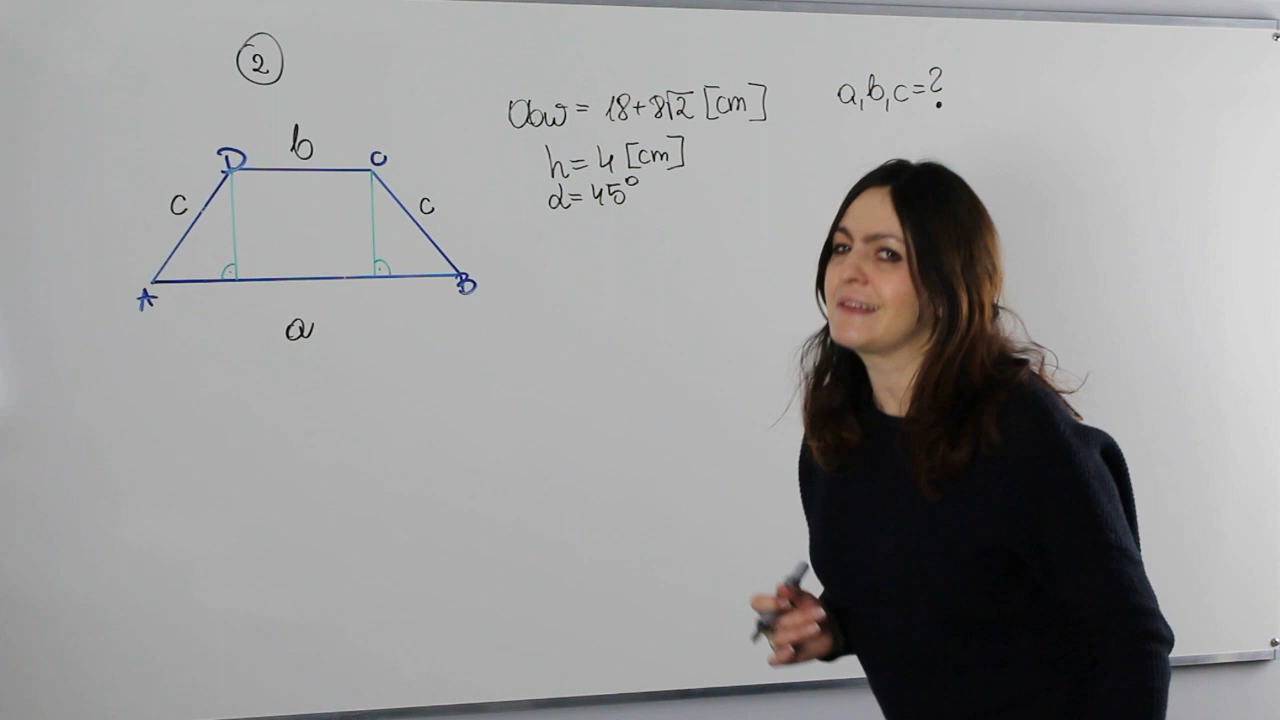 2
Obw = 18+8√2 [cm]
a,b,c=?
h=4 [cm]
α=45°
b
D
C
c
c
A
B
a